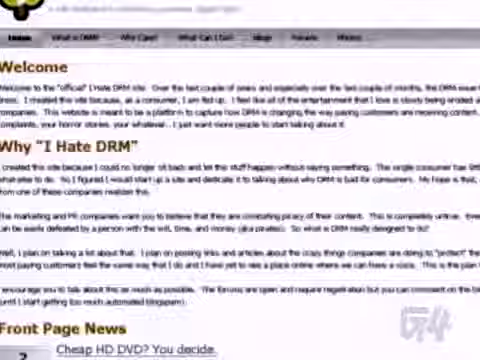 Home What is DRM? Why Care? What Can I Do? Blogs Forums Photos
Welcome
Welcome to the "official" I Hate DRM site. Over the last couple of years and especially over the last couple of months, the DRM issue
I created this site because, as a consumer, I am fed up. I feel like all of the entertainment that I love is slowly being eroded
companies. This website is meant to be a platform to capture how DRM is changing the way paying customers are receiving content.
complaints, your horror stories, your whatever. I just want more people to start talking about it.
Why "I Hate DRM"
created this site because I could no longer sit back and let this stuff happen without saying something. The single consumer has
what else to do. So I figured I would start up a site and dedicate it to talking about why DRM is bad for consumers. My hope is that,
from one of these companies realizes this.
The marketing and PR companies want you to believe that they are combating piracy of their content. This is completely untrue.
can be easily defeated by a person with the will, time, and money (aka pirates). So what is DRM really designed to do?
Well, I plan on talking a lot about that. I plan on posting links and articles about the crazy things companies are doing to "protect"
most paying customers feel the same way that I do and I have yet to see a place online where we can have a voice. This is the plan
encourage you to talk about this as much as possible. The forums are open and require registration but you can comment on the
until I start getting too much automated blogspam).
G4
Front Page News
2 Cheap HD DVD? You decide.